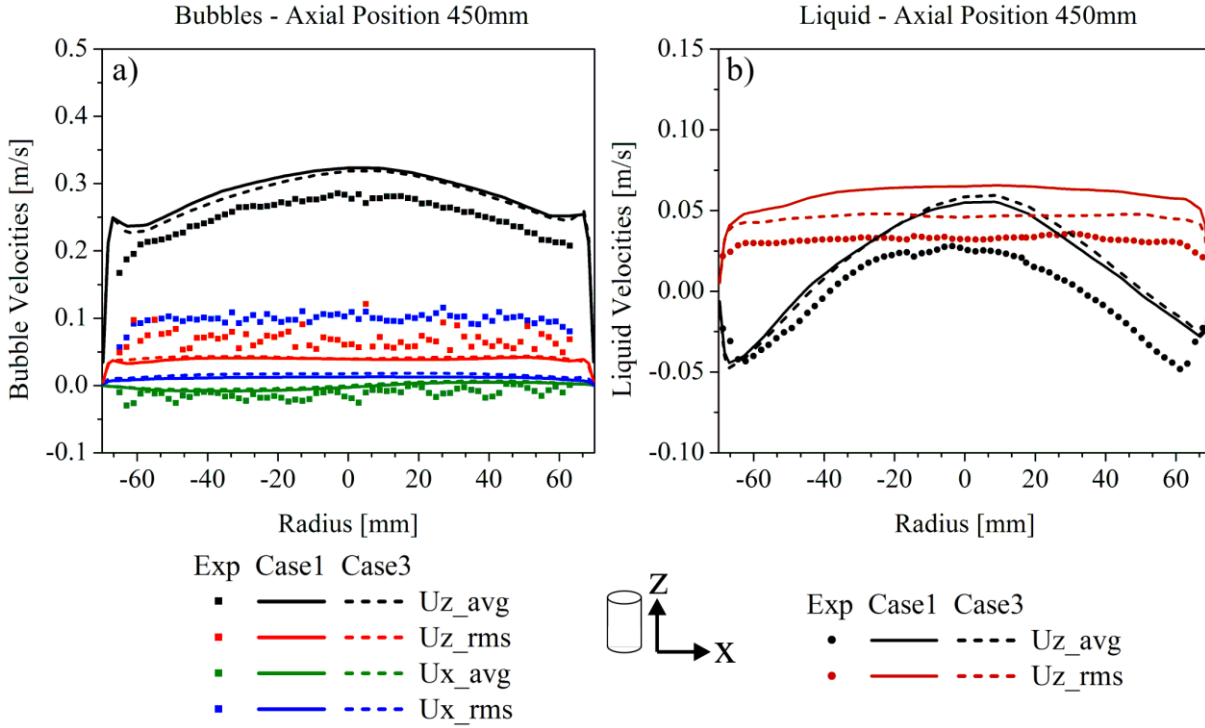 Bubbles - Axial Position 450mm
a)
0.5
0.4
0.3
0.2
0.1
0.0
-0.1
Bubble Velocities [m/s]
-60 -40 -20 0 20 40 60
Radius [mm]
Liquid - Axial Position 450mm
b)
0.15
0.10
0.05
0.00
-0.05
-0.10
Liquid Velocities [m/s]
-60 -40 -20 0 20 40 60
Radius [mm]
Exp Case1 Case3
Uz_avg
Uz_rms
Ux_avg
Ux_rms
Z
X
Exp Case1 Case3
Uz_avg
Uz_rms